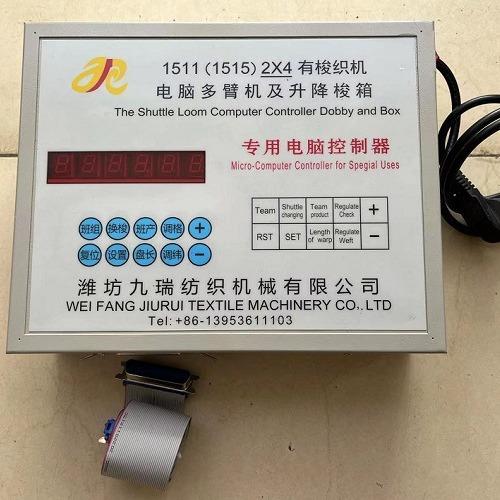 1511 (1515) 2X4 有梭织机
电脑多臂机及升降梭箱
The Shuttle Loom Computer Controller Dobby and Box
专用电脑控制器
Micro-Computer Controller for Spegial Uses
班组 换梭 班产 调格 +
复位 设置 盘长 调纬 −
Team Shuttle changing Team product Regulate Check +
RST SET Length of warp Regulate Weft −
潍坊九瑞纺织机械有限公司
WEI FANG JIURUI TEXTILE MACHINERY CO,.LTD
Tel: +86-13953611103